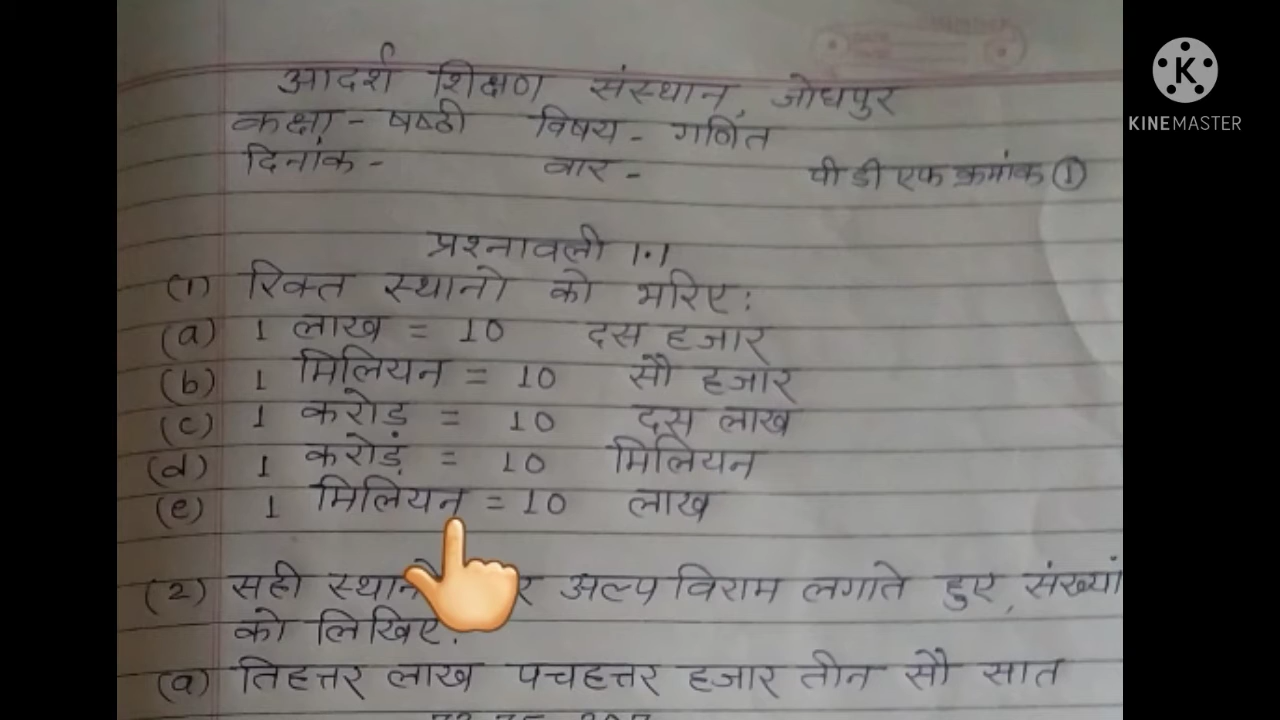 आदर्श शिक्षण संस्थान, जोधपुर
कक्षा - षष्ठी विषय - गणित
दिनांक - वार - पी डी एफ क्रमांक ①
प्रश्नावली 1.1
(1) रिक्त स्थानो को भरिए:
(a) 1 लाख = 10 दस हजार
(b) 1 मिलियन = 10 सौ हजार
(c) 1 करोड़ = 10 दस लाख
(d) 1 करोड़ = 10 मिलियन
(e) 1 मिलियन = 10 लाख
(2) सही अल्प विराम लगाते हुए, संख्यां
को लिखिए:
(a) तिहत्तर लाख पचहत्तर हजार तीन सौ सात
K
KINEMASTER